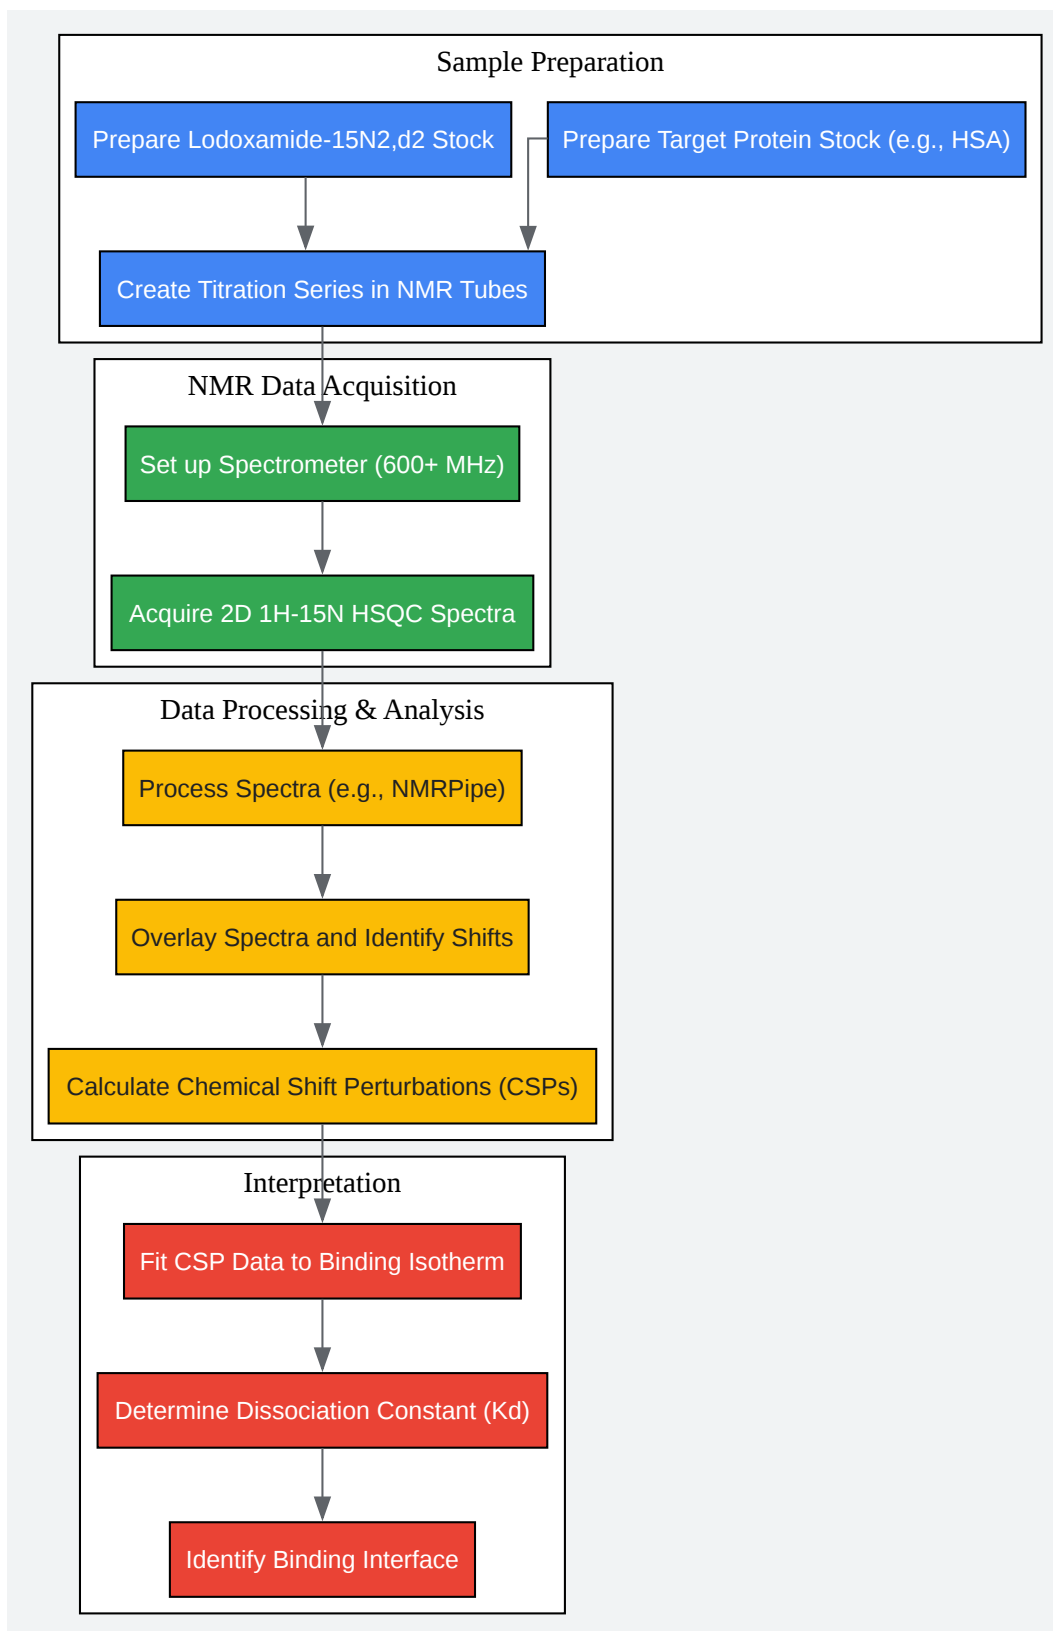 Sample Preparation
Prepare Lodoxamide-15N2,d2 Stock
Prepare Target Protein Stock (e.g., HSA)
Create Titration Series in NMR Tubes
NMR Data Acquisition
Set up Spectrometer (600+ MHz)
Acquire 2D 1H-15N HSQC Spectra
Data Processing & Analysis
Process Spectra (e.g., NMRPipe)
Overlay Spectra and Identify Shifts
Calculate Chemical Shift Perturbations (CSPs)
Interpretation
Fit CSP Data to Binding Isotherm
Determine Dissociation Constant (Kd)
Identify Binding Interface